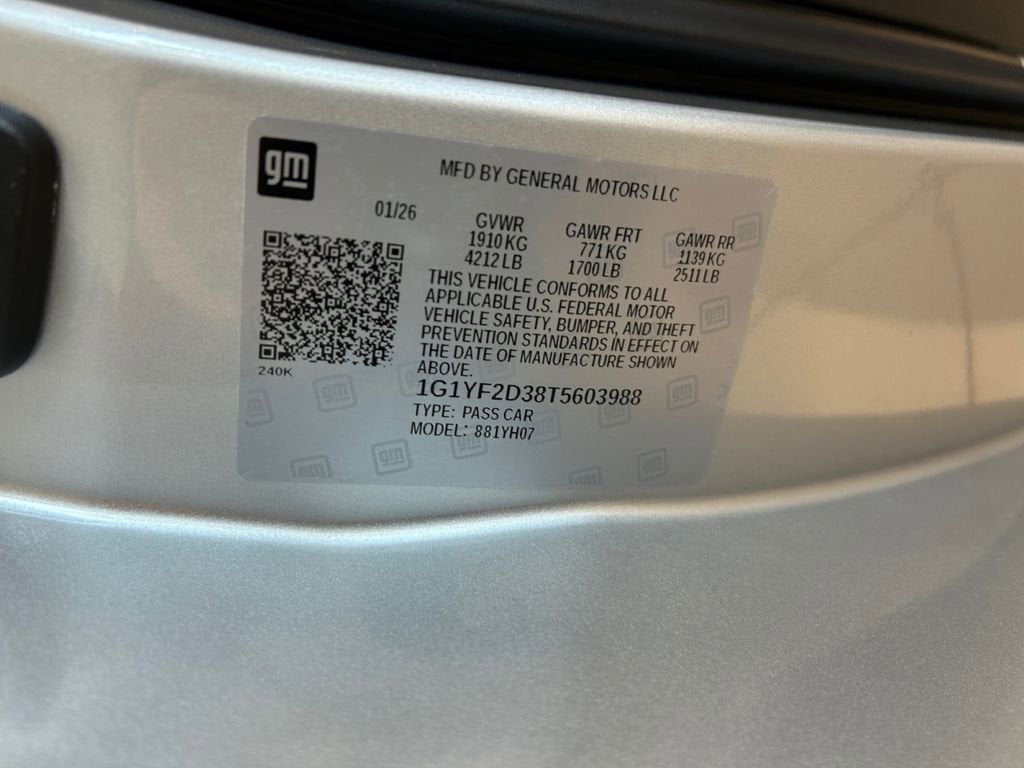 gm
MFD BY GENERAL MOTORS LLC
01/26
GVWR
1910 KG
4212 LB
GAWR FRT
771 KG
1700 LB
GAWR RR
1139 KG
2511 LB
THIS VEHICLE CONFORMS TO ALL
APPLICABLE U.S. FEDERAL MOTOR
VEHICLE SAFETY, BUMPER, AND THEFT
PREVENTION STANDARDS IN EFFECT ON
THE DATE OF MANUFACTURE SHOWN
ABOVE.
240K
1G1YF2D38T5603988
TYPE: PASS CAR
MODEL: 881YH07